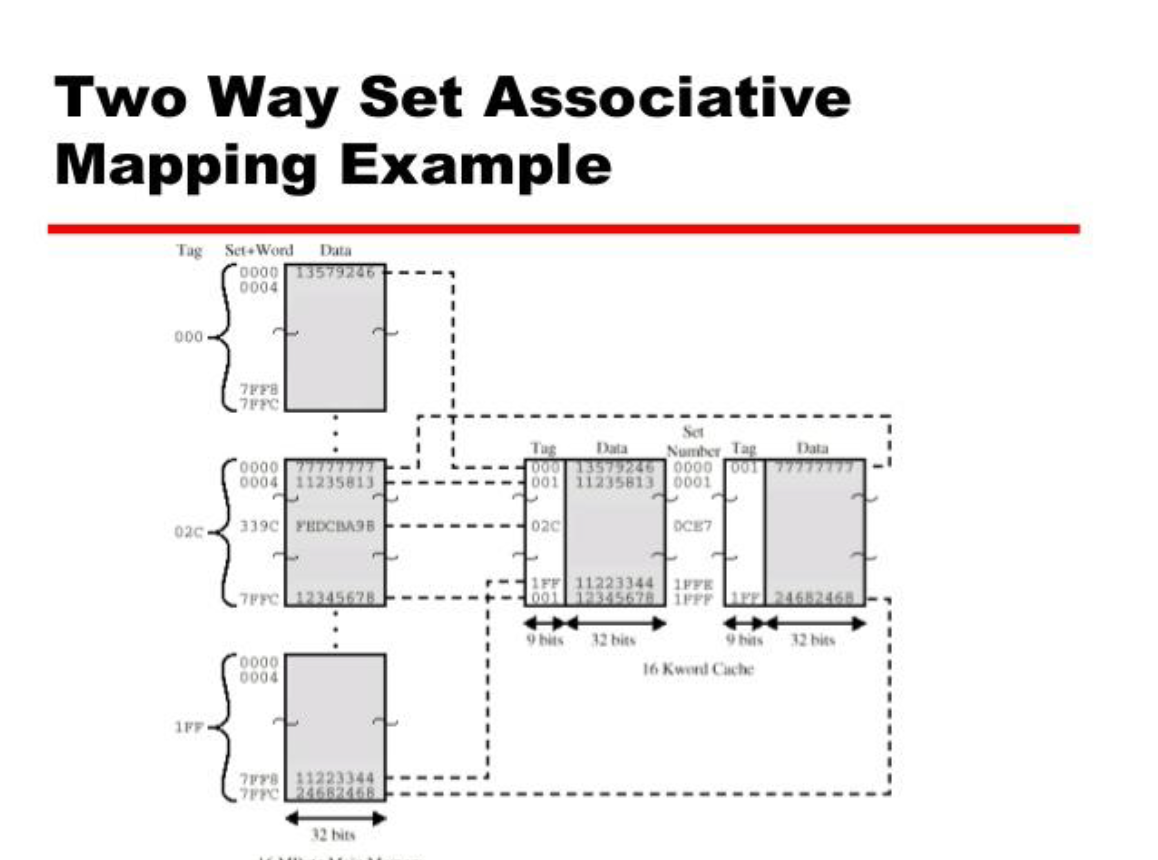 Two Way Set Associative
Mapping Example
Tag Set+Word Data
0000 13579246
0004
000
7FF8
7FFC
Set
Tag Data Number Tag Data
0000 77777777 000 13579246 0000 001 77777777
0004 11235813 001 11235813 0001
02C 339C FEDCBA98 02C 0CE7
1FF 11223344 1FFE
7FFC 12345678 001 12345678 1FFF 1FF 24682468
9 bits 32 bits 9 bits 32 bits
16 Kword Cache
0000
0004
1FF
7FF8 11223344
7FFC 24682468
32 bits